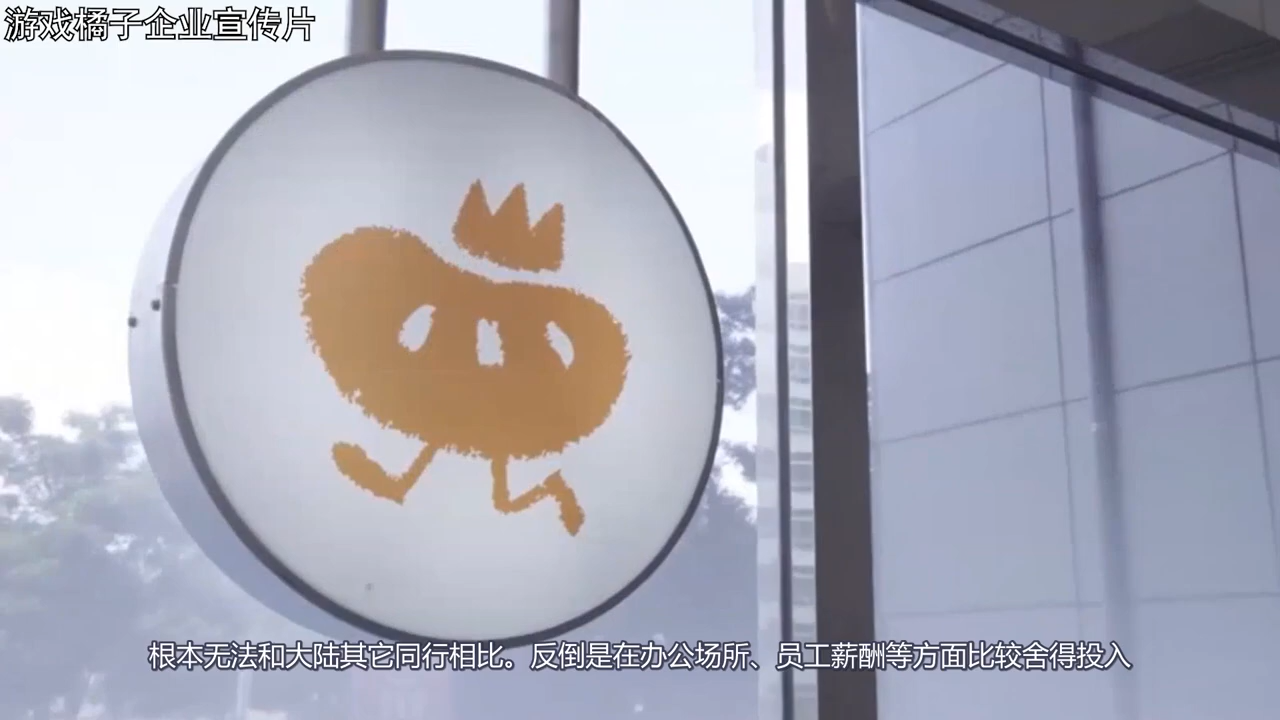 游戏橘子企业宣传片
根本无法和大陆其它同行相比。反倒是在办公场所、员工薪酬等方面比较舍得投入